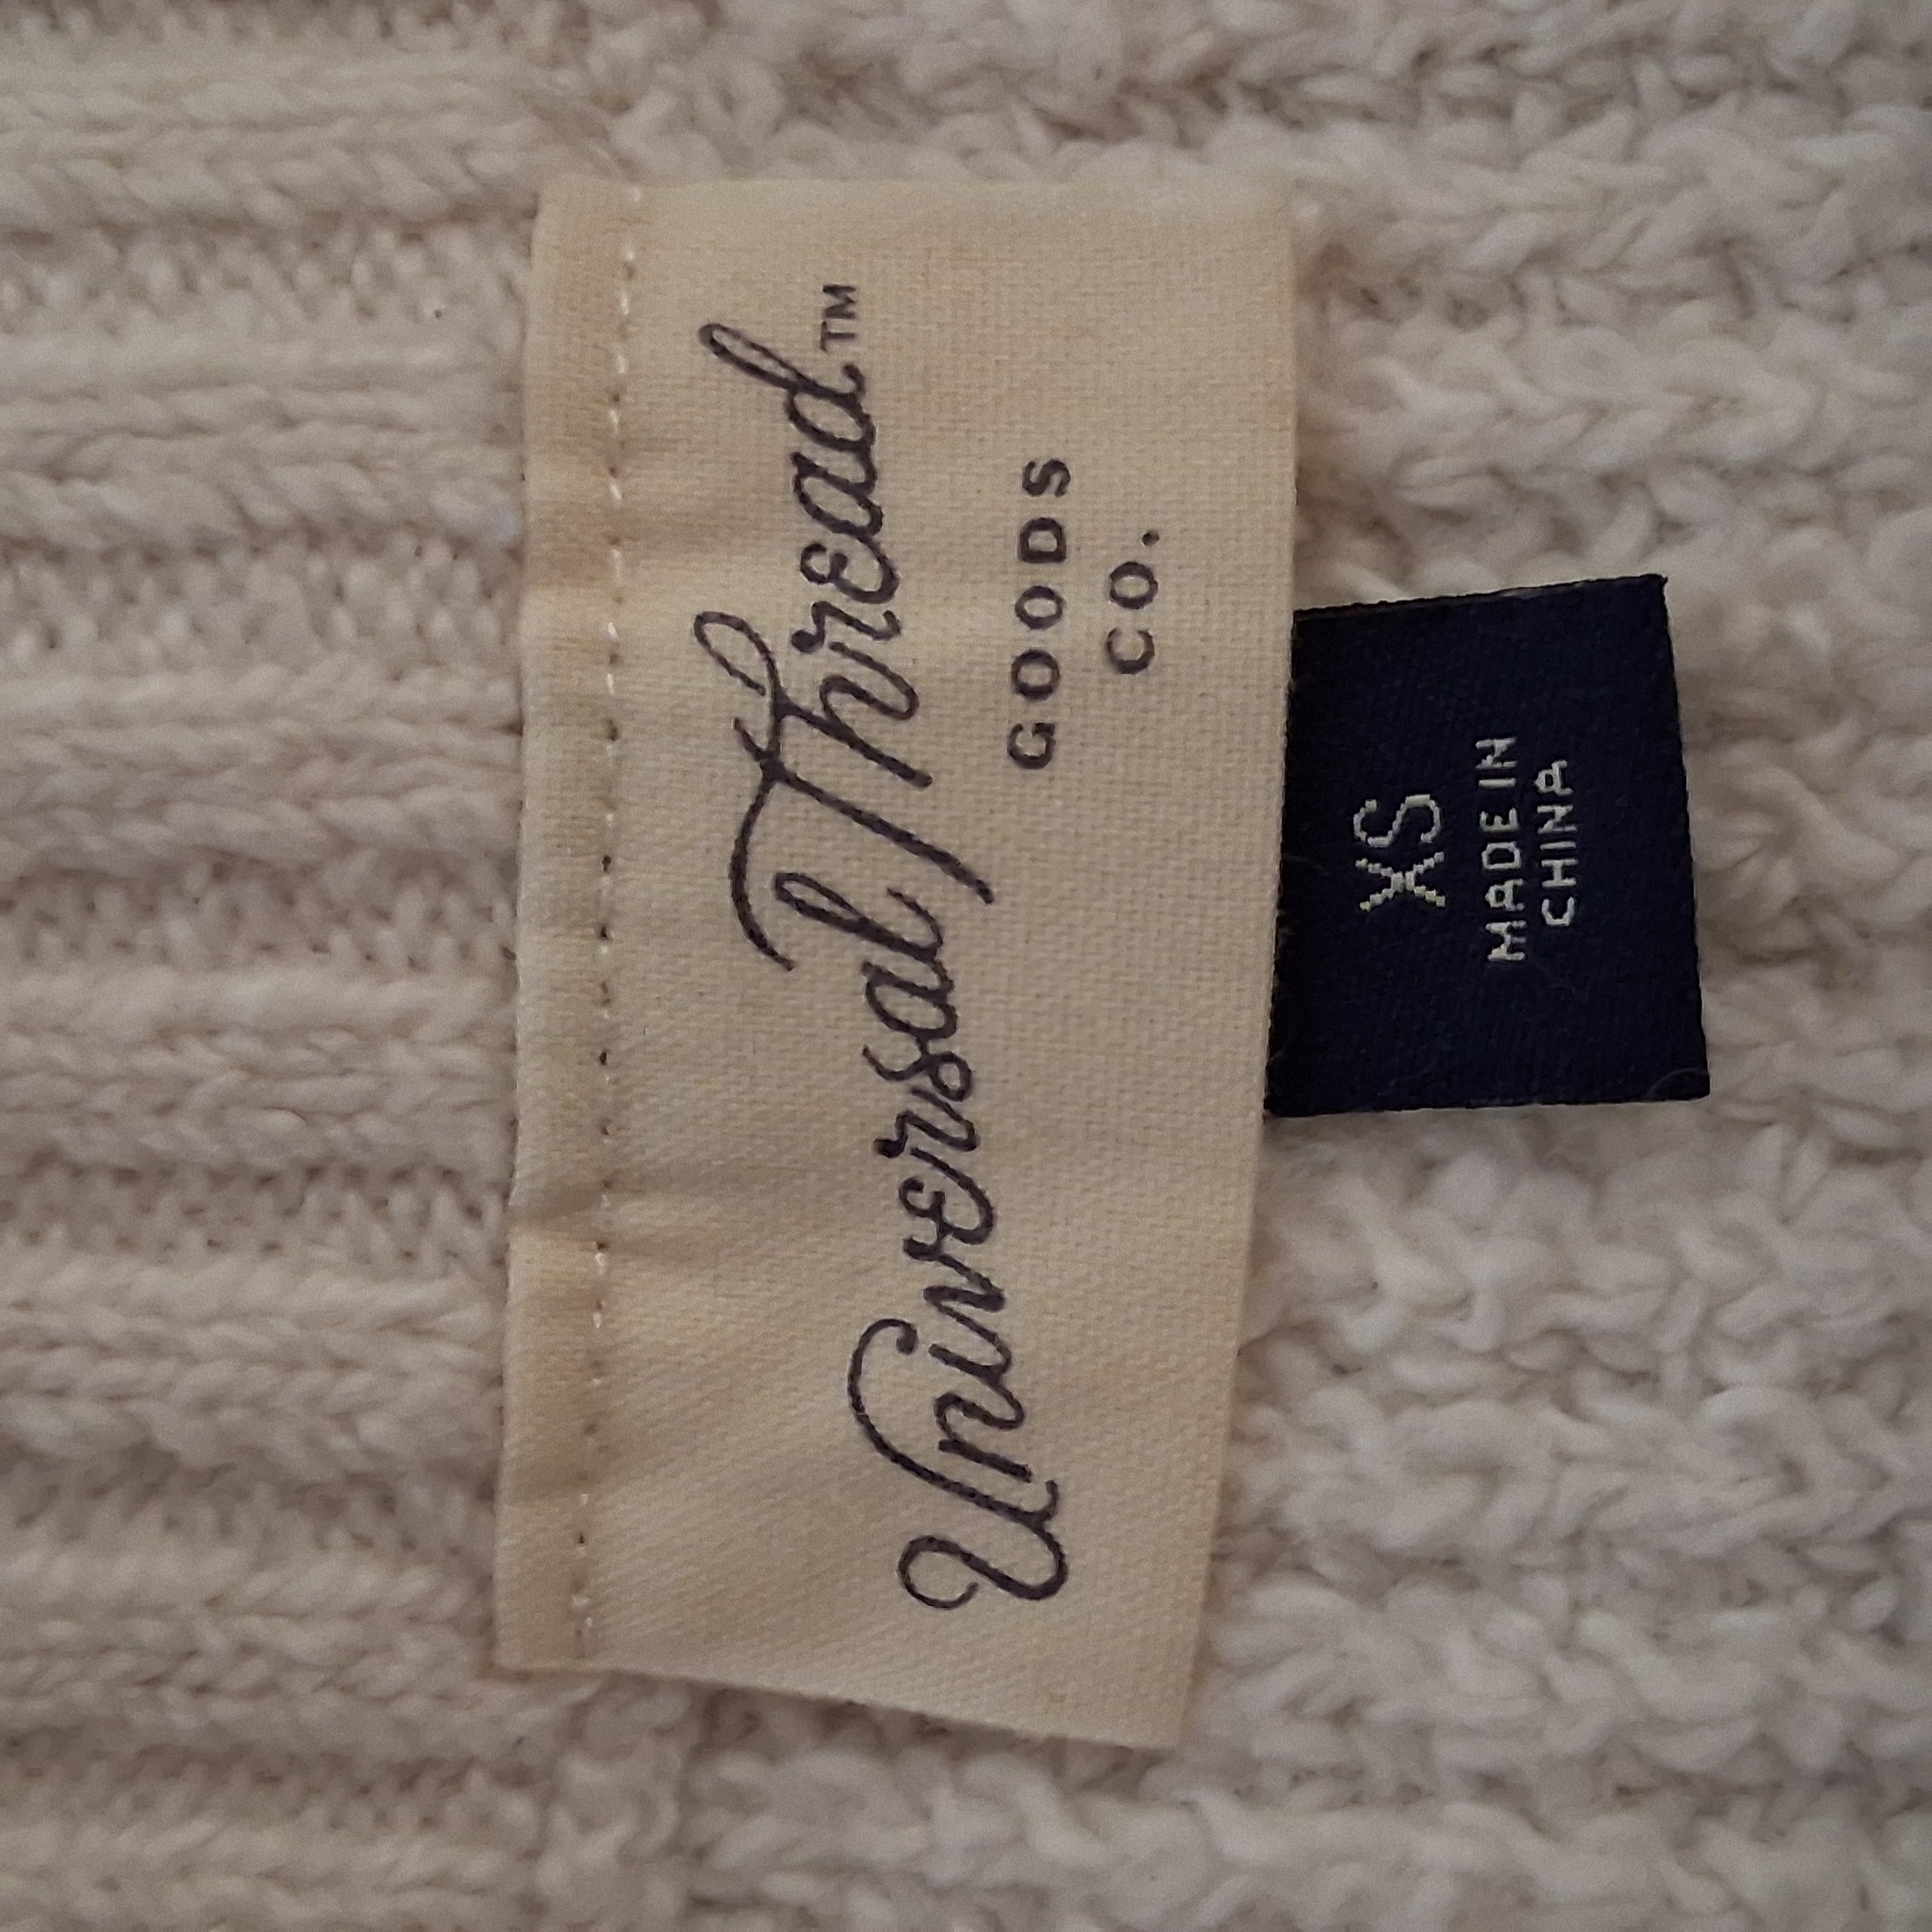 Universal Thread™
GOODS
CO.
XS
MADE IN
CHINA